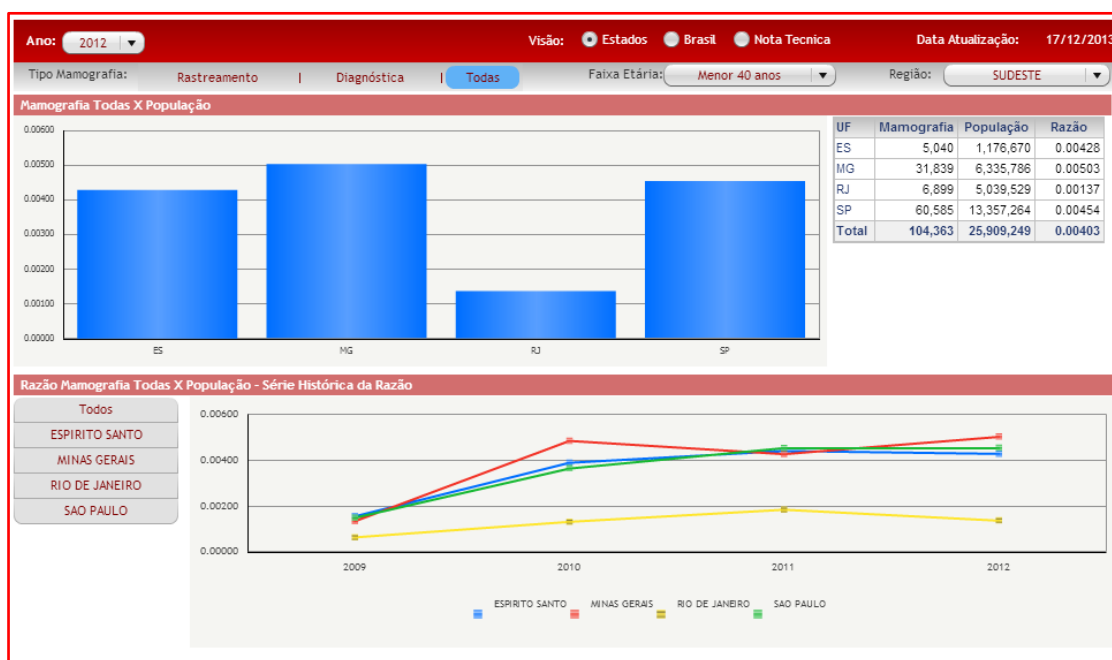 Ano: 2012 Visão: Estados Brasil Nota Tecnica Data Atualização: 17/12/2013
Tipo Mamografia: Rastreamento | Diagnóstica | Todas Faixa Etária: Menor 40 anos Região: SUDESTE
Mamografia Todas X População
0.00600
0.00500
0.00400
0.00300
0.00200
0.00100
0.00000
ES MG RJ SP
UF Mamografia População Razão
ES 5,040 1,176,670 0.00428
MG 31,839 6,335,786 0.00503
RJ 6,899 5,039,529 0.00137
SP 60,585 13,357,264 0.00454
Total 104,363 25,909,249 0.00403
Razão Mamografia Todas X População - Série Histórica da Razão
Todos
ESPIRITO SANTO
MINAS GERAIS
RIO DE JANEIRO
SAO PAULO
0.00600
0.00400
0.00200
0.00000
2009 2010 2011 2012
ESPIRITO SANTO MINAS GERAIS RIO DE JANEIRO SAO PAULO